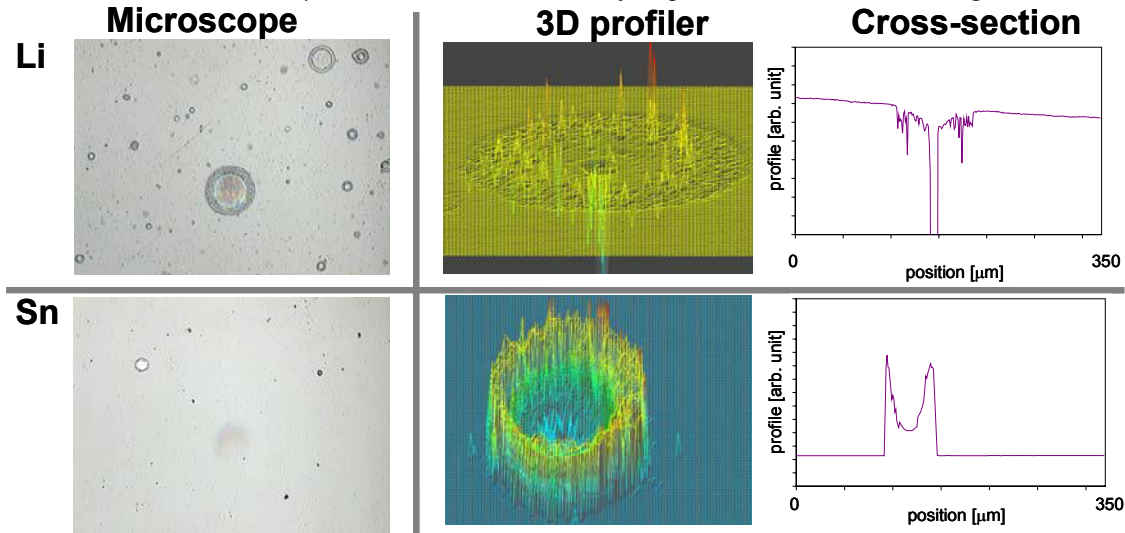 Microscope
3D profiler
Cross-section
Li
profile [arb. unit]
0
350
position [μm]
Sn
profile [arb. unit]
0
350
position [μm]